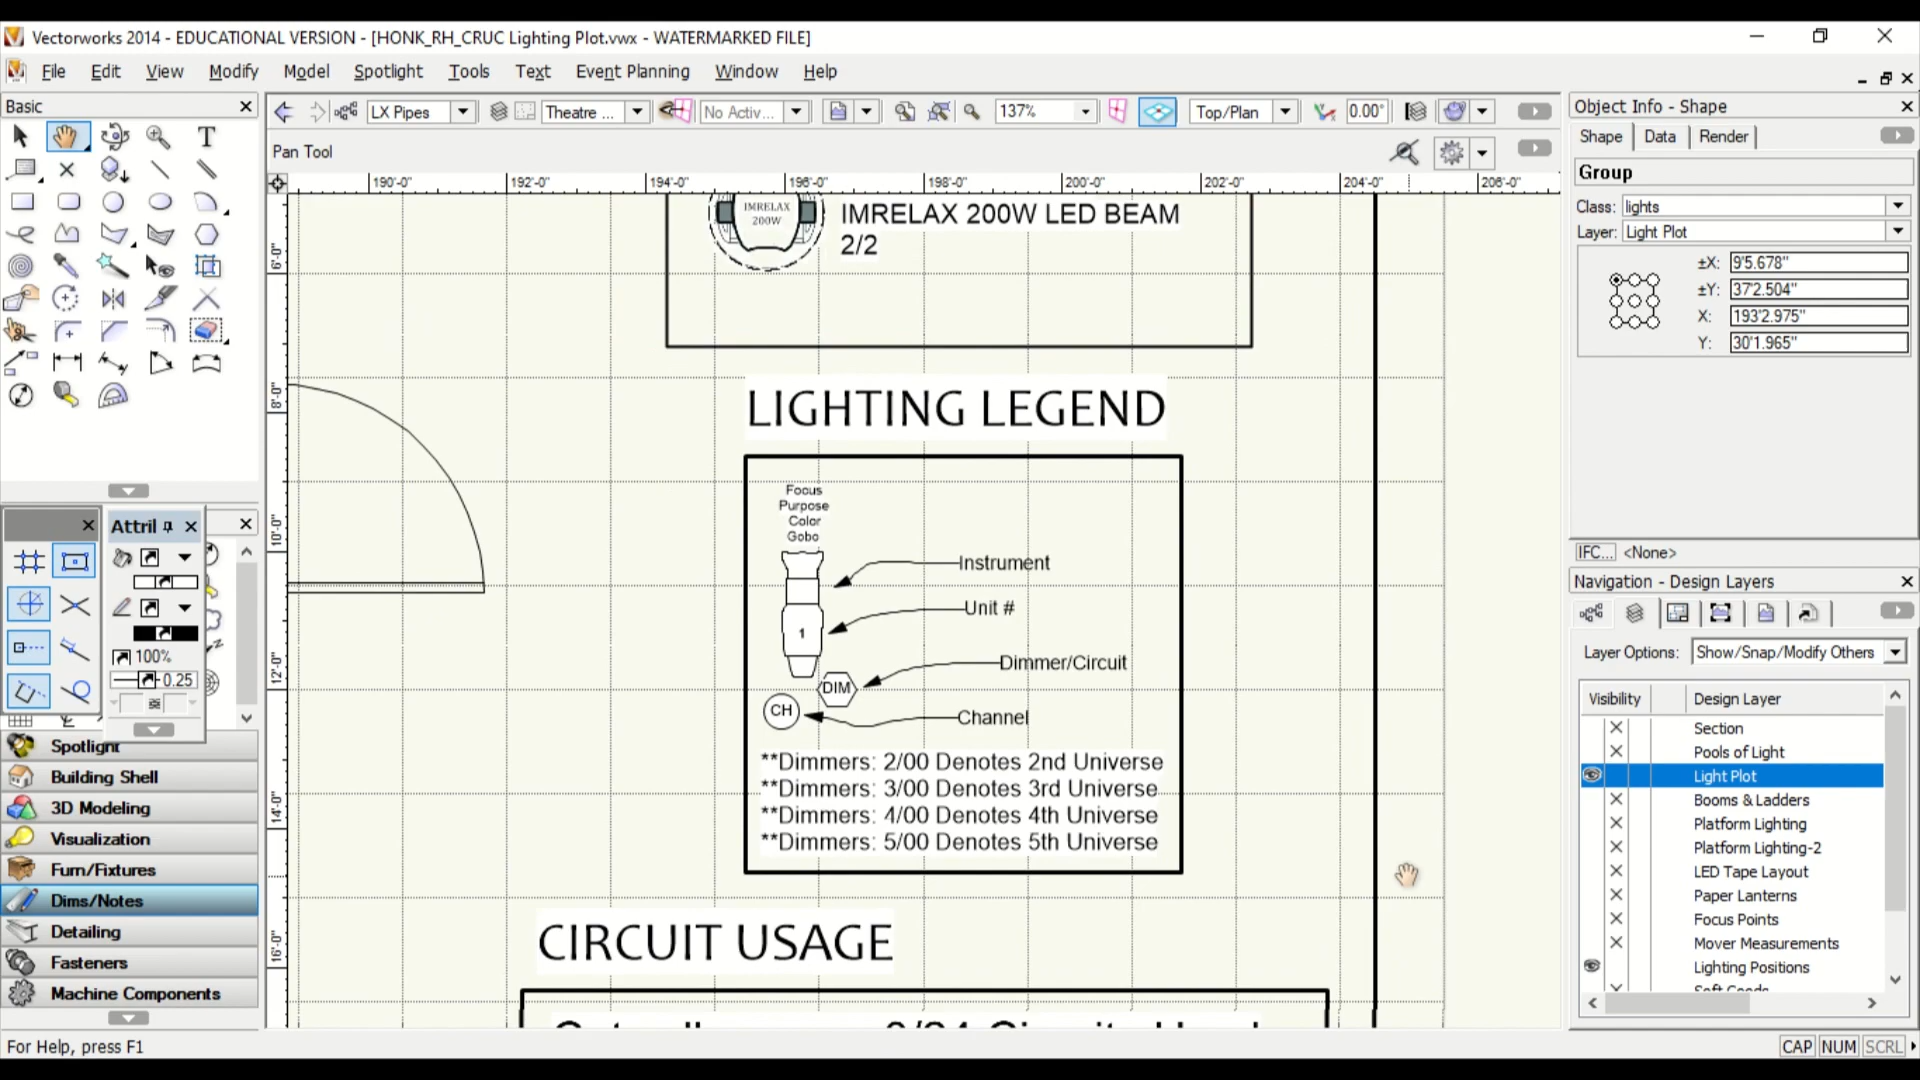 Vectorworks 2014 - EDUCATIONAL VERSION - [HONK_RH_CRUC Lighting Plot.vwx - WATERMARKED FILE]
File Edit View Modify Model Spotlight Tools Text Event Planning Window Help
Basic
LX Pipes
Theatre ...
No Activ...
137%
Top/Plan
0.00°
Pan Tool
190'-0" 192'-0" 194'-0" 196'-0" 198'-0" 200'-0" 202'-0" 204'-0" 206'-0"
6'-0"
8'-0"
10'-0"
12'-0"
14'-0"
16'-0"
IMRELAX
200W
IMRELAX 200W LED BEAM
2/2
LIGHTING LEGEND
Focus
Purpose
Color
Gobo
Instrument
Unit #
1
Dimmer/Circuit
DIM
CH
Channel
**Dimmers: 2/00 Denotes 2nd Universe
**Dimmers: 3/00 Denotes 3rd Universe
**Dimmers: 4/00 Denotes 4th Universe
**Dimmers: 5/00 Denotes 5th Universe
CIRCUIT USAGE
Attril
100%
0.25
Spotlight
Building Shell
3D Modeling
Visualization
Furn/Fixtures
Dims/Notes
Detailing
Fasteners
Machine Components
For Help, press F1
Object Info - Shape
Shape Data Render
Group
Class: lights
Layer: Light Plot
±X: 9'5.678"
±Y: 37'2.504"
X: 193'2.975"
Y: 30'1.965"
IFC... <None>
Navigation - Design Layers
Layer Options: Show/Snap/Modify Others
Visibility Design Layer
Section
Pools of Light
Light Plot
Booms & Ladders
Platform Lighting
Platform Lighting-2
LED Tape Layout
Paper Lanterns
Focus Points
Mover Measurements
Lighting Positions
Soft Goods
CAP NUM SCRL